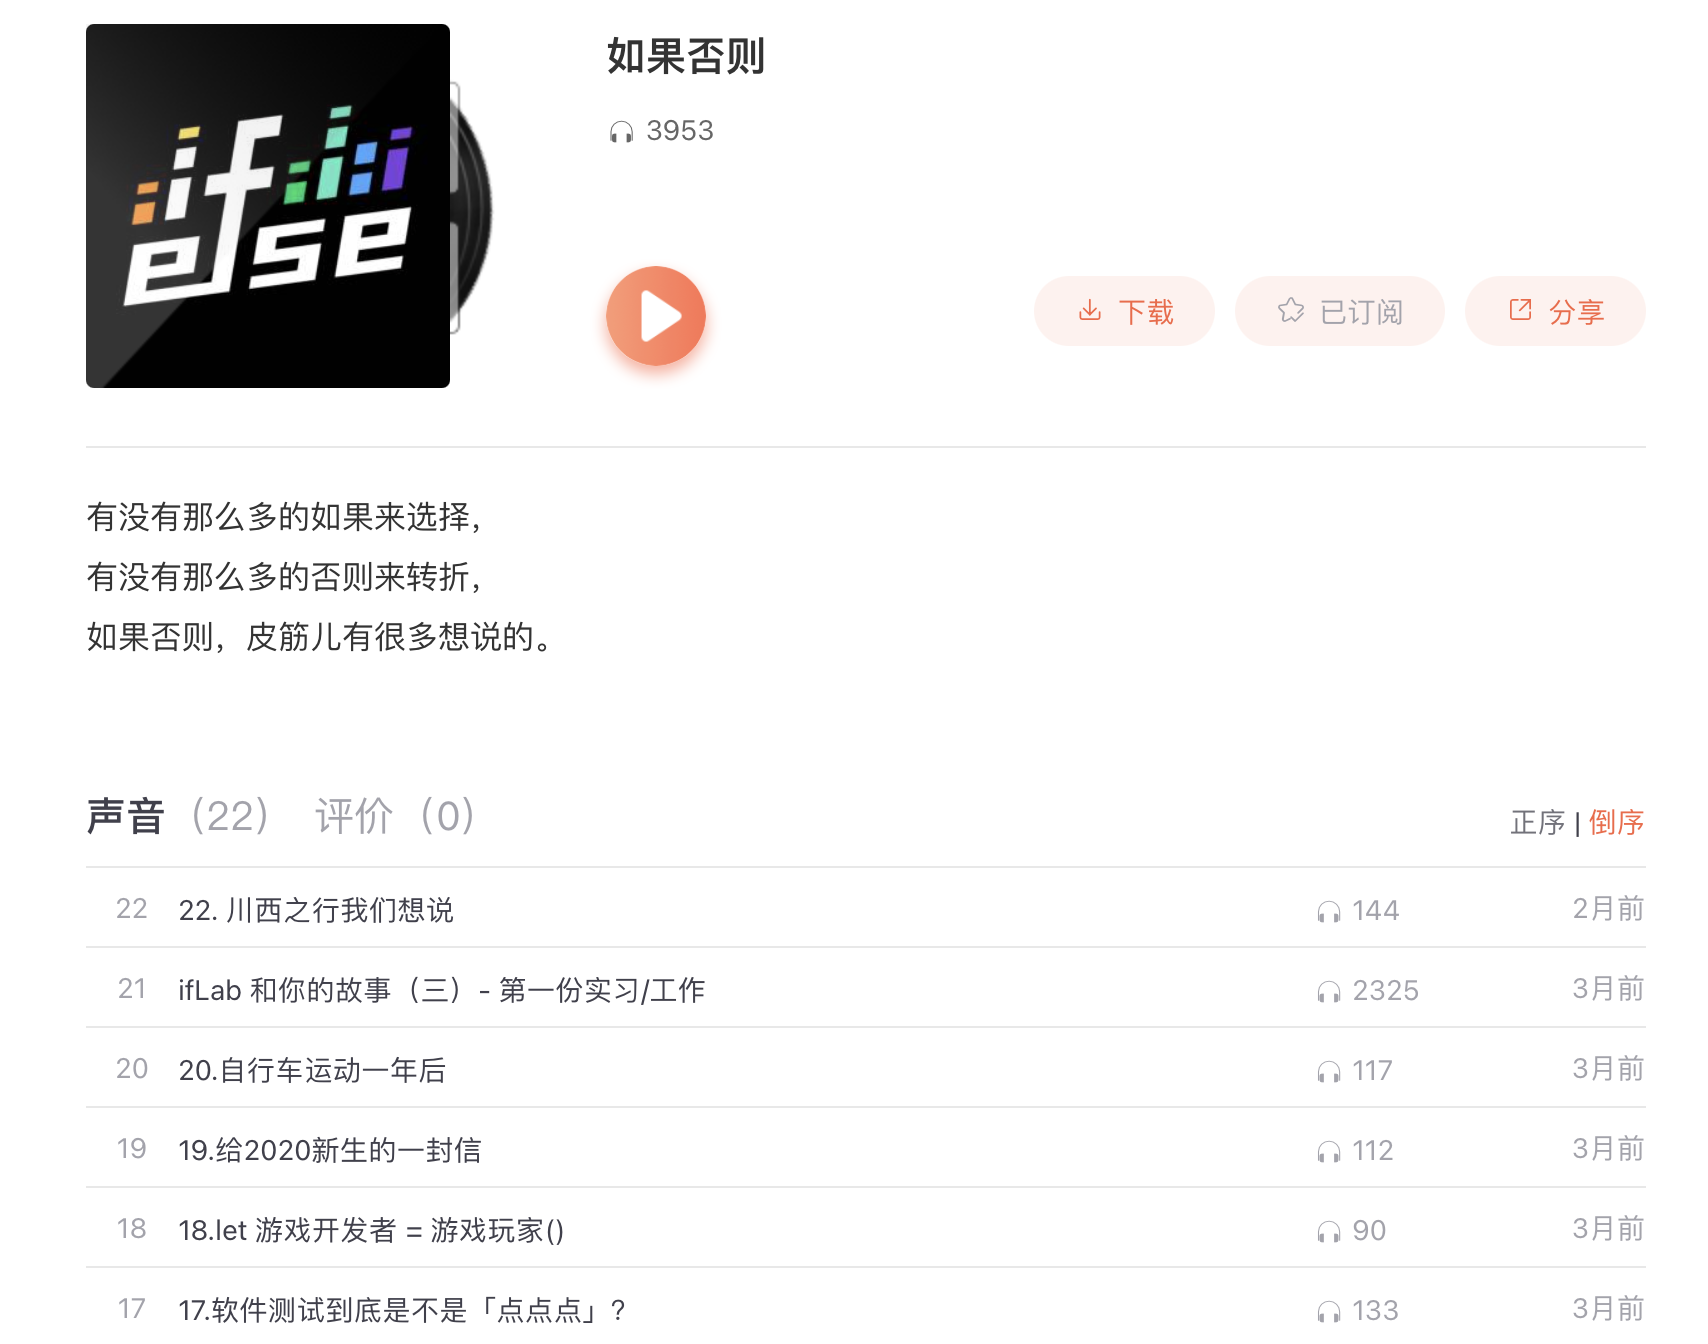 if
else
如果否则
3953
下载
已订阅
分享
有没有那么多的如果来选择，
有没有那么多的否则来转折，
如果否则，皮筋儿有很多想说的。
声音（22） 评价（0）
正序 | 倒序
22 22. 川西之行我们想说 144 2月前
21 ifLab 和你的故事（三）- 第一份实习/工作 2325 3月前
20 20.自行车运动一年后 117 3月前
19 19.给2020新生的一封信 112 3月前
18 18.let 游戏开发者 = 游戏玩家() 90 3月前
17 17.软件测试到底是不是「点点点」? 133 3月前